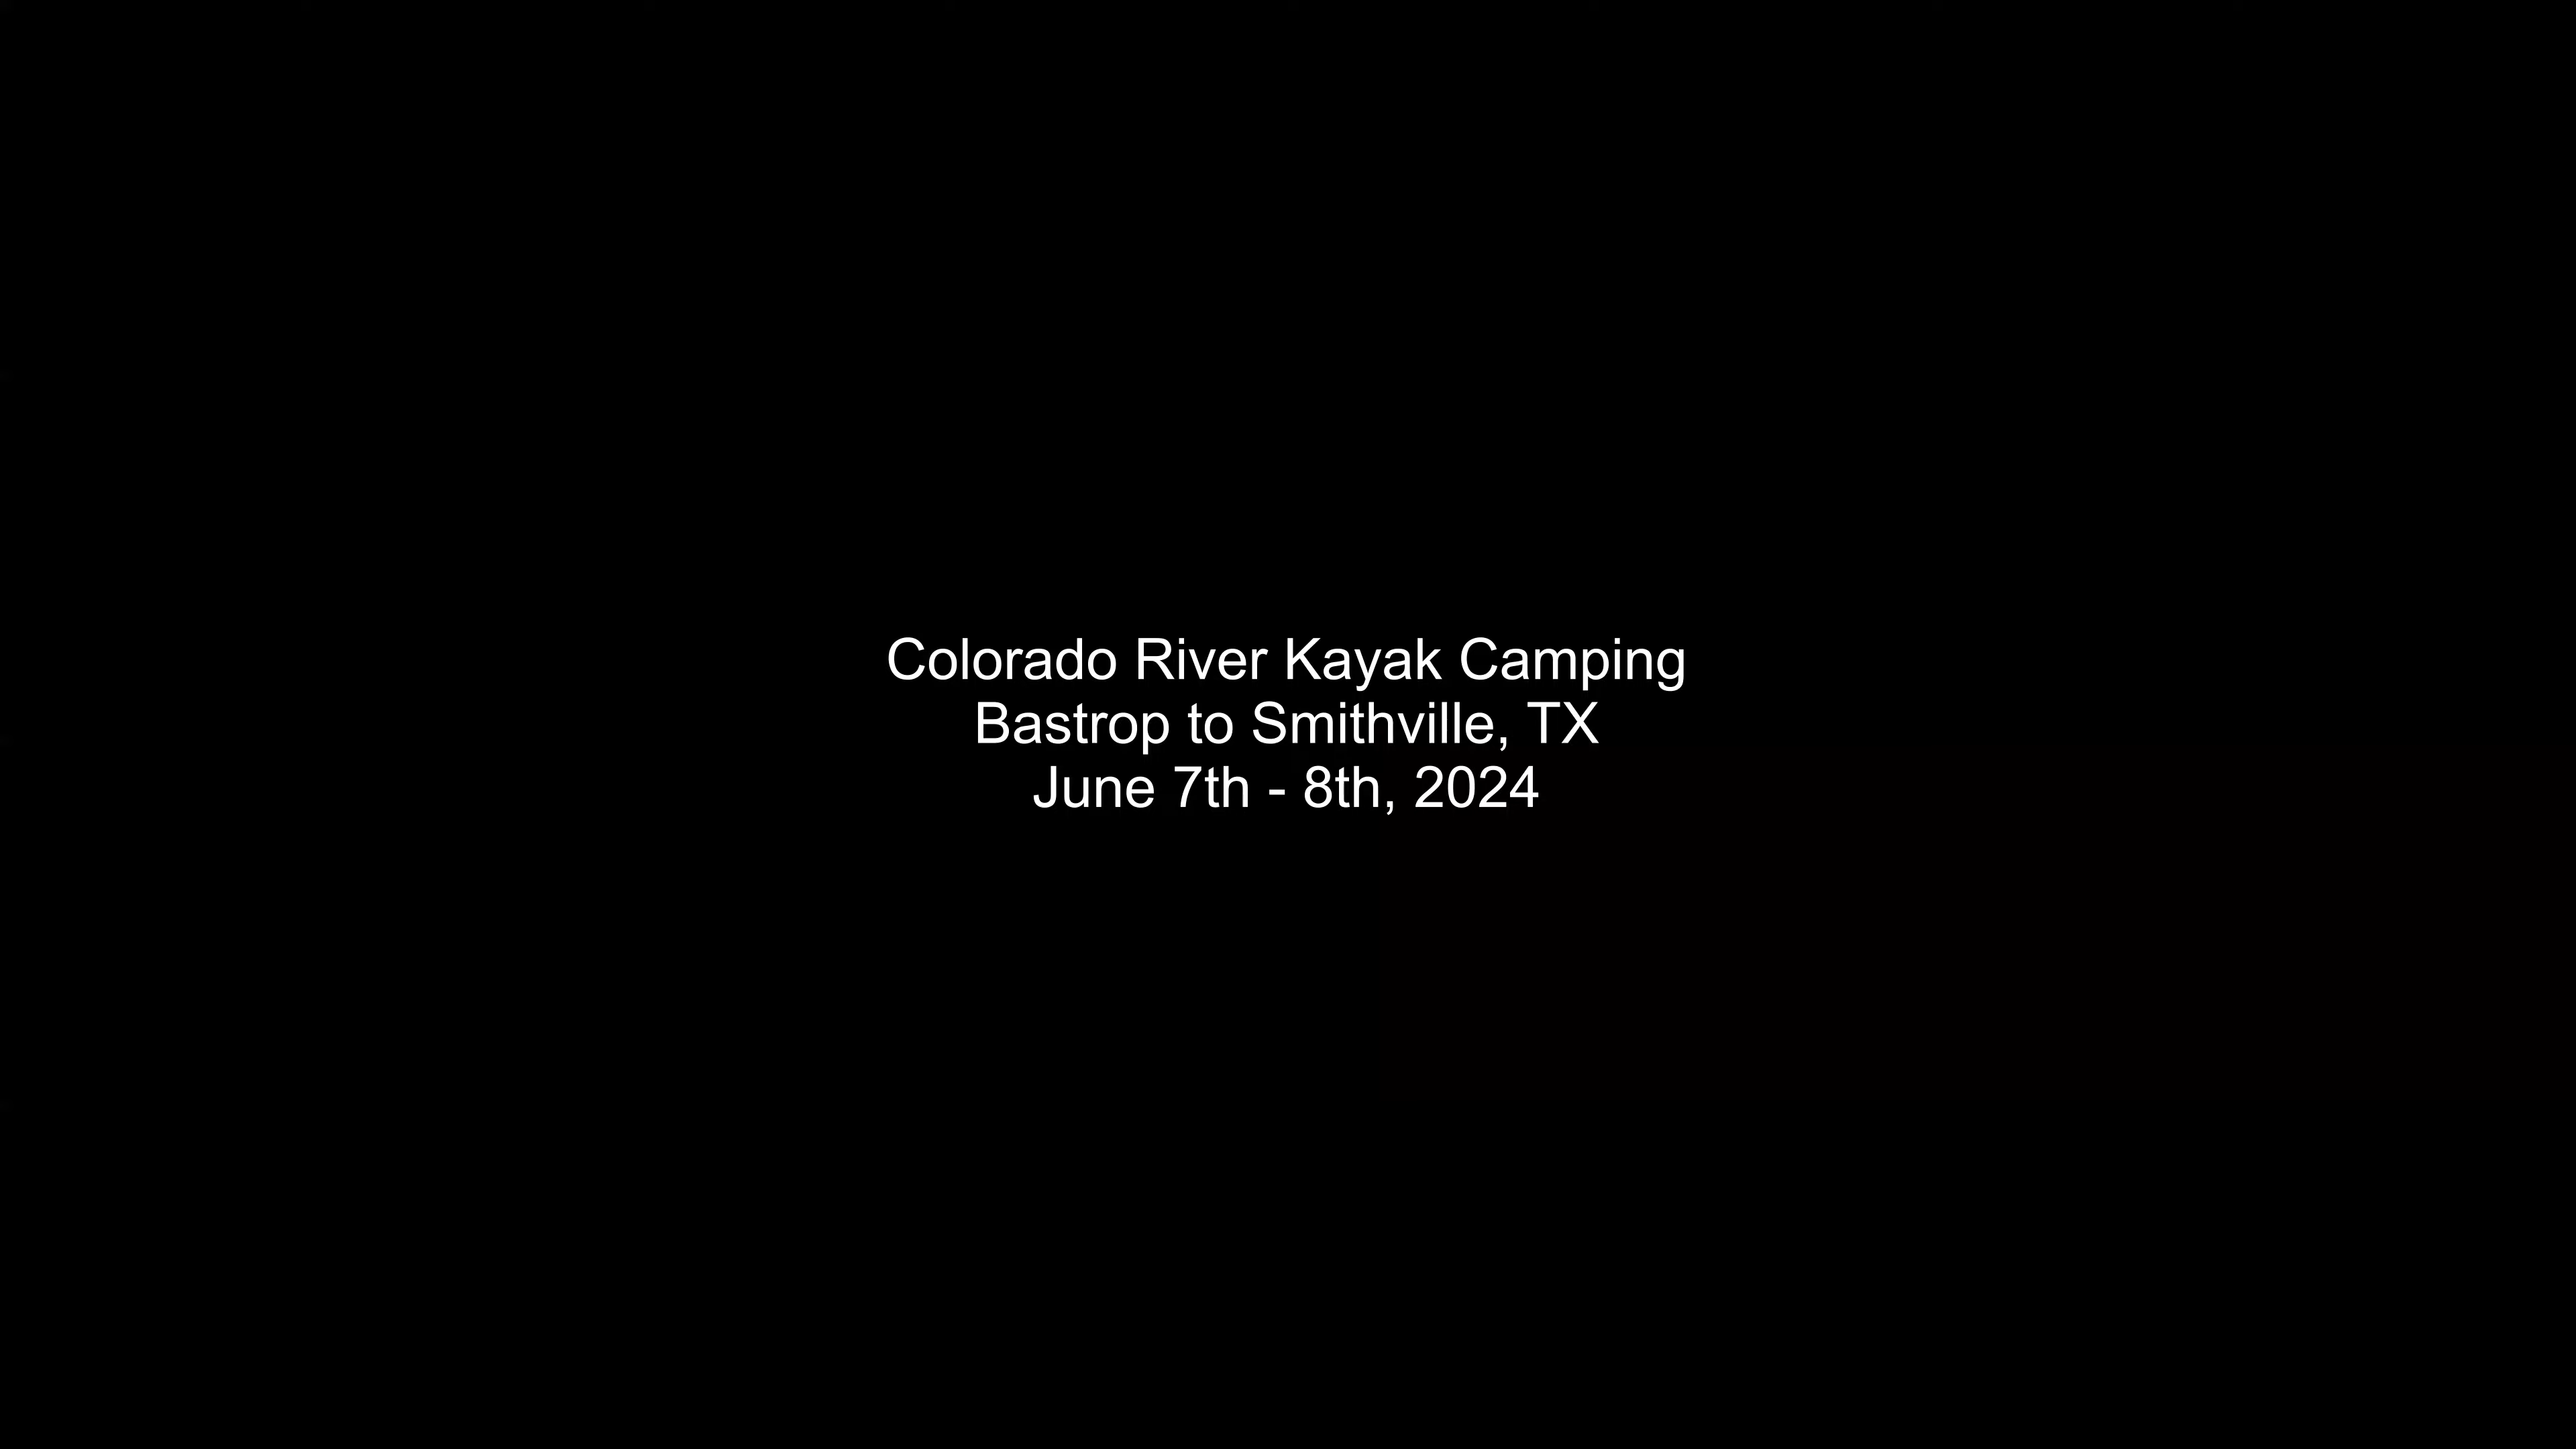 Colorado River Kayak Camping
Bastrop to Smithville, TX
June 7th - 8th, 2024